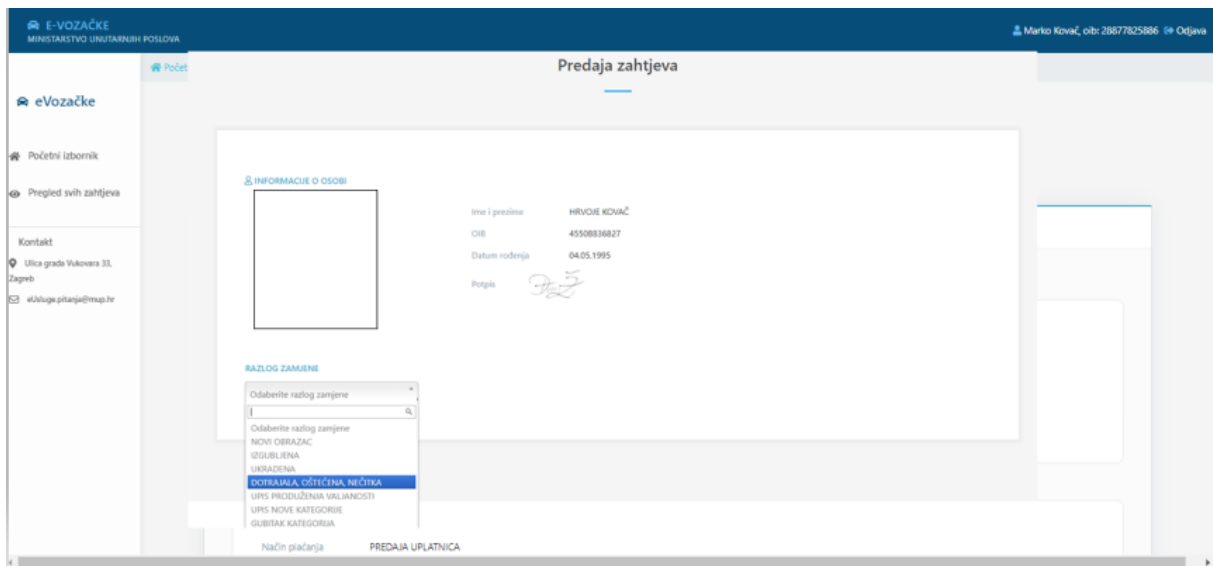 E-VOZAČKE
MINISTARSTVO UNUTARNJIH POSLOVA
Marko Kovač, oib: 28877825886 Odjava
Počet
Predaja zahtjeva
eVozačke
Početni izbornik
Pregled svih zahtjeva
Kontakt
Ulica grada Vukovara 33,
Zagreb
eUsluge.pitanja@mup.hr
INFORMACIJE O OSOBI
Ime i prezime HRVOJE KOVAČ
OIB 45508836827
Datum rođenja 04.05.1995
Potpis
RAZLOG ZAMJENE
Odaberite razlog zamjene
Odaberite razlog zamjene
NOVI OBRAZAC
IZGUBLJENA
UKRADENA
DOTRAJALA, OŠTEĆENA, NEČITKA
UPIS PRODUŽENJA VALJANOSTI
UPIS NOVE KATEGORIJE
GUBITAK KATEGORIJA
Način plaćanja PREDAJA UPLATNICA